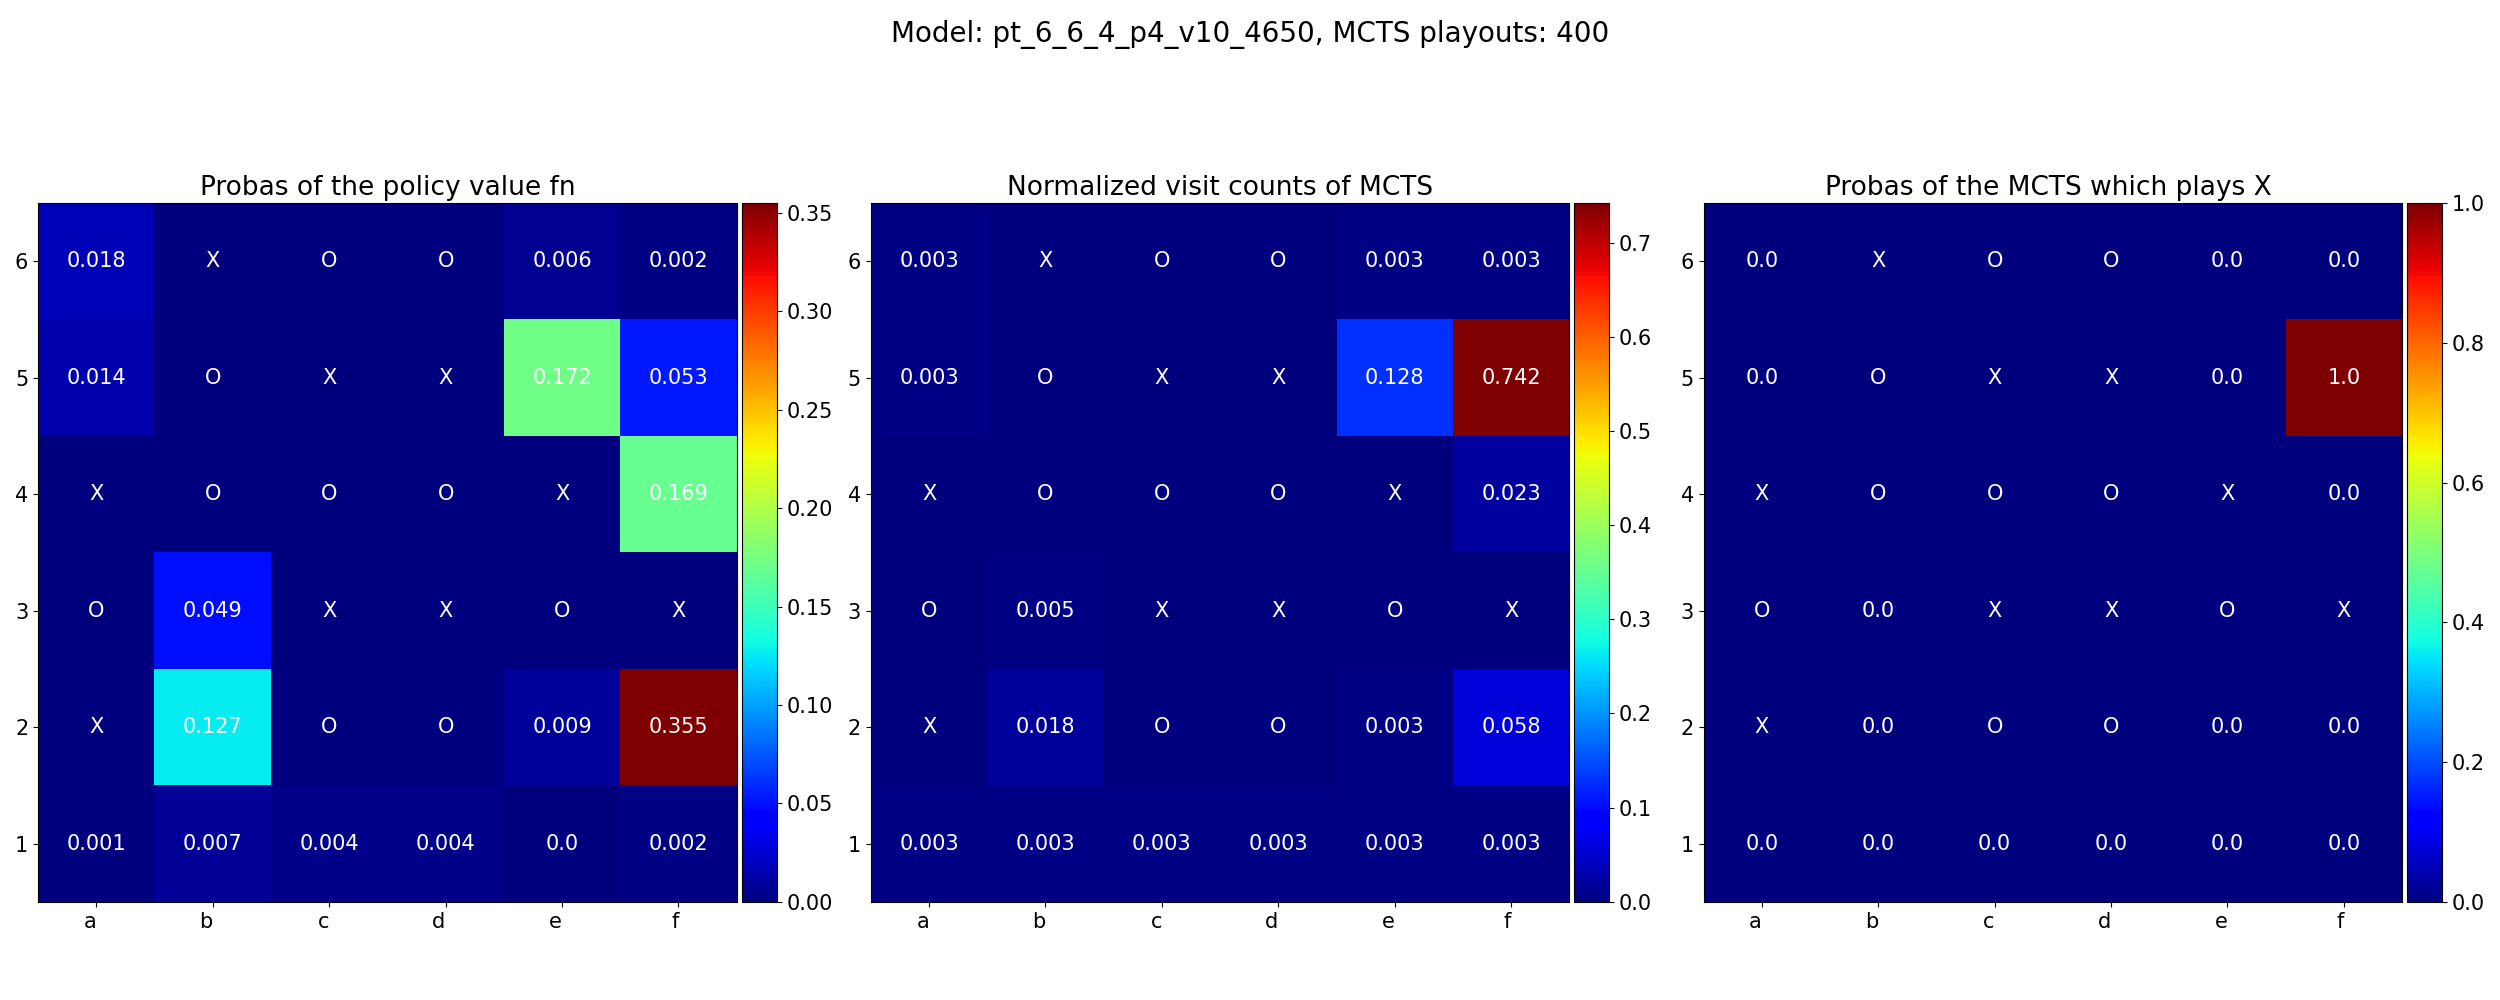 Model: pt_6_6_4_p4_v10_4650, MCTS playouts: 400
Probas of the policy value fn
6 0.018 X O O 0.006 0.002
5 0.014 O X X 0.172 0.053
4 X O O O X 0.169
3 O 0.049 X X O X
2 X 0.127 O O 0.009 0.355
1 0.001 0.007 0.004 0.004 0.0 0.002
a b c d e f
0.35
0.30
0.25
0.20
0.15
0.10
0.05
0.00
Normalized visit counts of MCTS
6 0.003 X O O 0.003 0.003
5 0.003 O X X 0.128 0.742
4 X O O O X 0.023
3 O 0.005 X X O X
2 X 0.018 O O 0.003 0.058
1 0.003 0.003 0.003 0.003 0.003 0.003
a b c d e f
0.7
0.6
0.5
0.4
0.3
0.2
0.1
0.0
Probas of the MCTS which plays X
6 0.0 X O O 0.0 0.0
5 0.0 O X X 0.0 1.0
4 X O O O X 0.0
3 O 0.0 X X O X
2 X 0.0 O O 0.0 0.0
1 0.0 0.0 0.0 0.0 0.0 0.0
a b c d e f
1.0
0.8
0.6
0.4
0.2
0.0